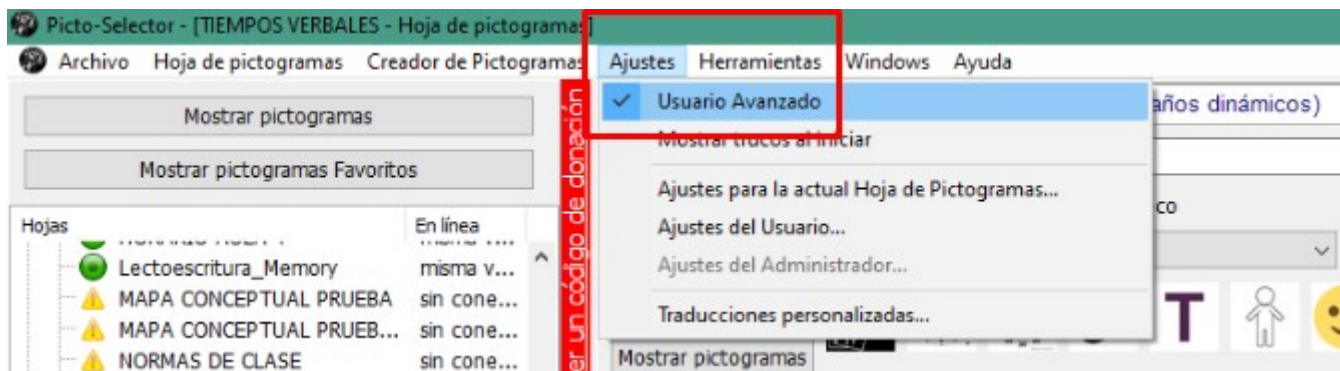 Picto-Selector - [TIEMPOS VERBALES - Hoja de pictogramas]
Archivo Hoja de pictogramas Creador de Pictogramas Ajustes Herramientas Windows Ayuda
Mostrar pictogramas
Mostrar pictogramas Favoritos
Hojas En línea
Lectoescritura_Memory misma v...
MAPA CONCEPTUAL PRUEBA sin cone...
MAPA CONCEPTUAL PRUEB... sin cone...
NORMAS DE CLASE sin cone...
er un código de donación
Usuario Avanzado
Mostrar trucos al iniciar
Ajustes para la actual Hoja de Pictogramas...
Ajustes del Usuario...
Ajustes del Administrador...
Traducciones personalizadas...
años dinámicos)
co
T
Mostrar pictogramas